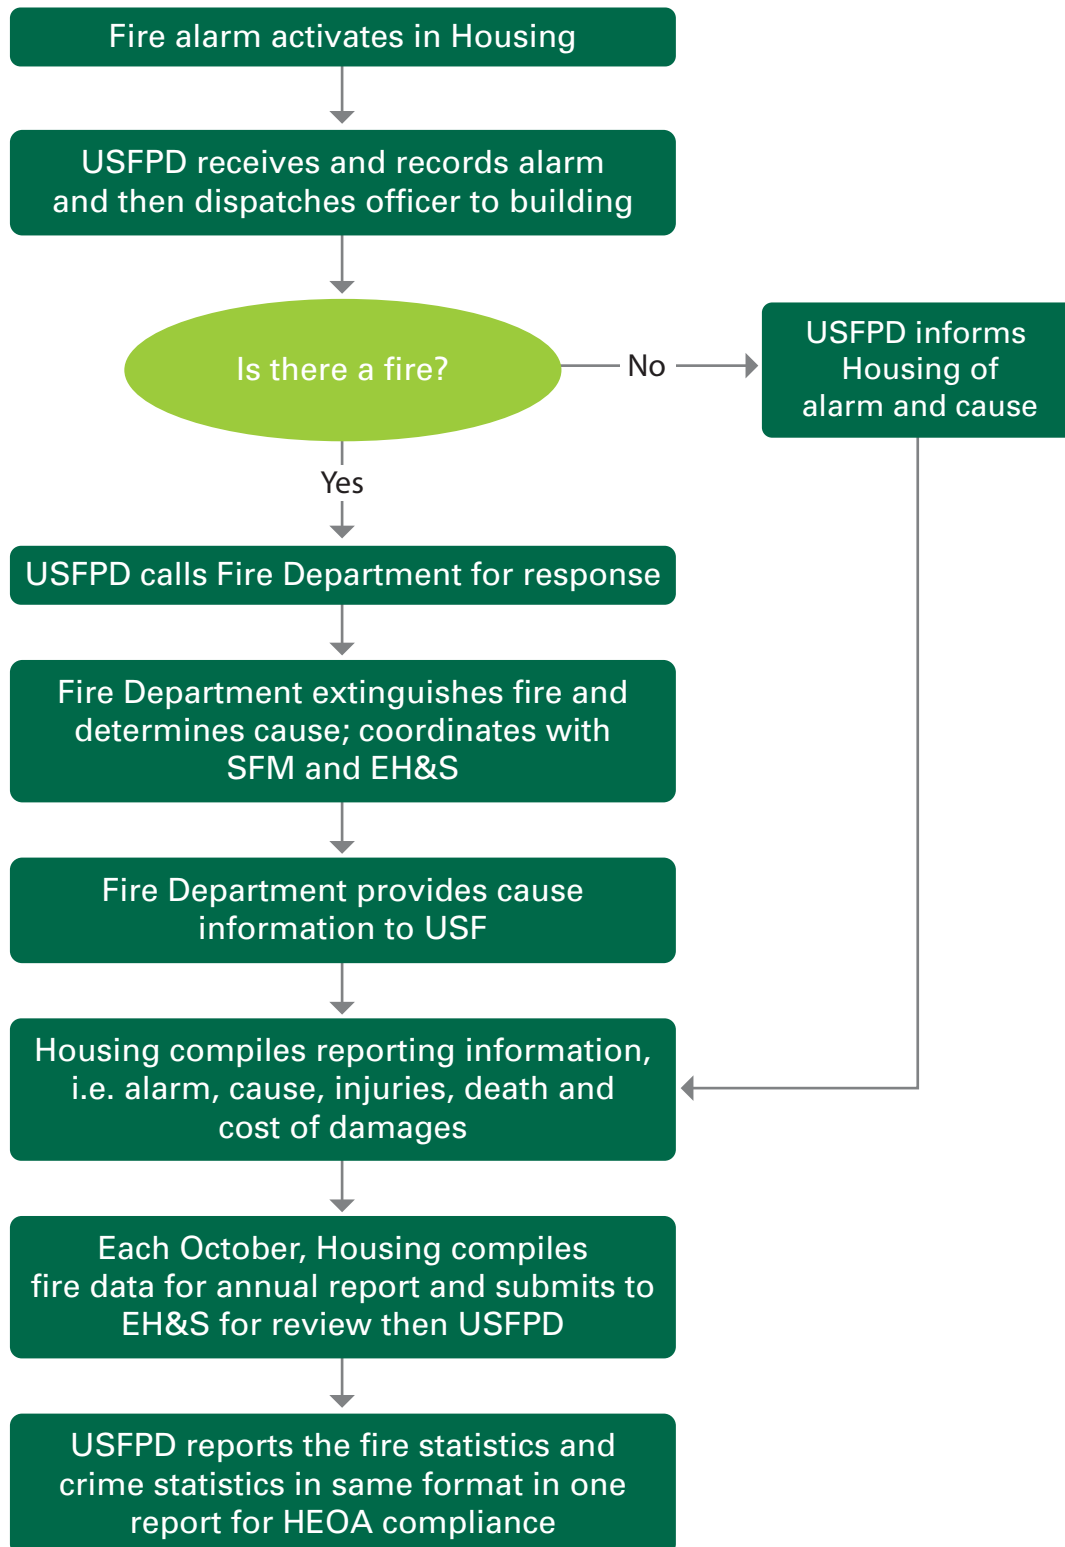 Fire alarm activates in Housing
USFPD receives and records alarm
and then dispatches officer to building
Is there a fire?
No
USFPD informs
Housing of
alarm and cause
Yes
USFPD calls Fire Department for response
Fire Department extinguishes fire and
determines cause; coordinates with
SFM and EH&S
Fire Department provides cause
information to USF
Housing compiles reporting information,
i.e. alarm, cause, injuries, death and
cost of damages
Each October, Housing compiles
fire data for annual report and submits to
EH&S for review then USFPD
USFPD reports the fire statistics and
crime statistics in same format in one
report for HEOA compliance